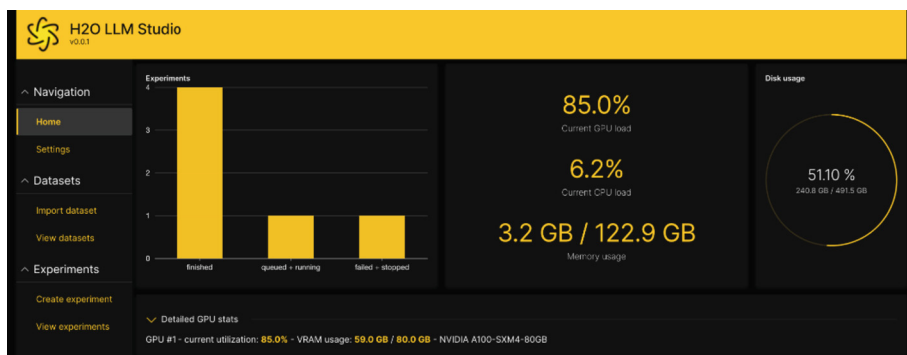 H2O LLM Studio
v0.0.1
Navigation
Home
Settings
Datasets
Import dataset
View datasets
Experiments
Create experiment
View experiments
Experiments
4
3
2
1
0
finished
queued + running
failed + stopped
85.0%
Current GPU load
6.2%
Current CPU load
3.2 GB / 122.9 GB
Memory usage
Disk usage
51.10 %
240.8 GB / 491.5 GB
Detailed GPU stats
GPU #1 - current utilization: 85.0% - VRAM usage: 59.0 GB / 80.0 GB - NVIDIA A100-SXM4-80GB